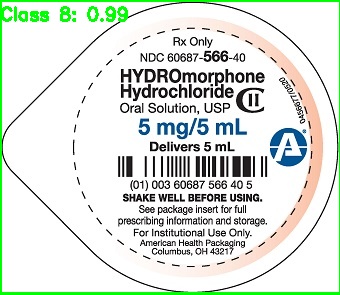 Class 8: 0.99
Rx Only
NDC 60687-566-40
HYDROmorphone
Hydrochloride CII
Oral Solution, USP
5 mg/5 mL
Delivers 5 mL
(01) 003 60687 566 40 5
SHAKE WELL BEFORE USING.
See package insert for full
prescribing information and storage.
For Institutional Use Only.
American Health Packaging
Columbus, OH 43217
A
0456677/0520